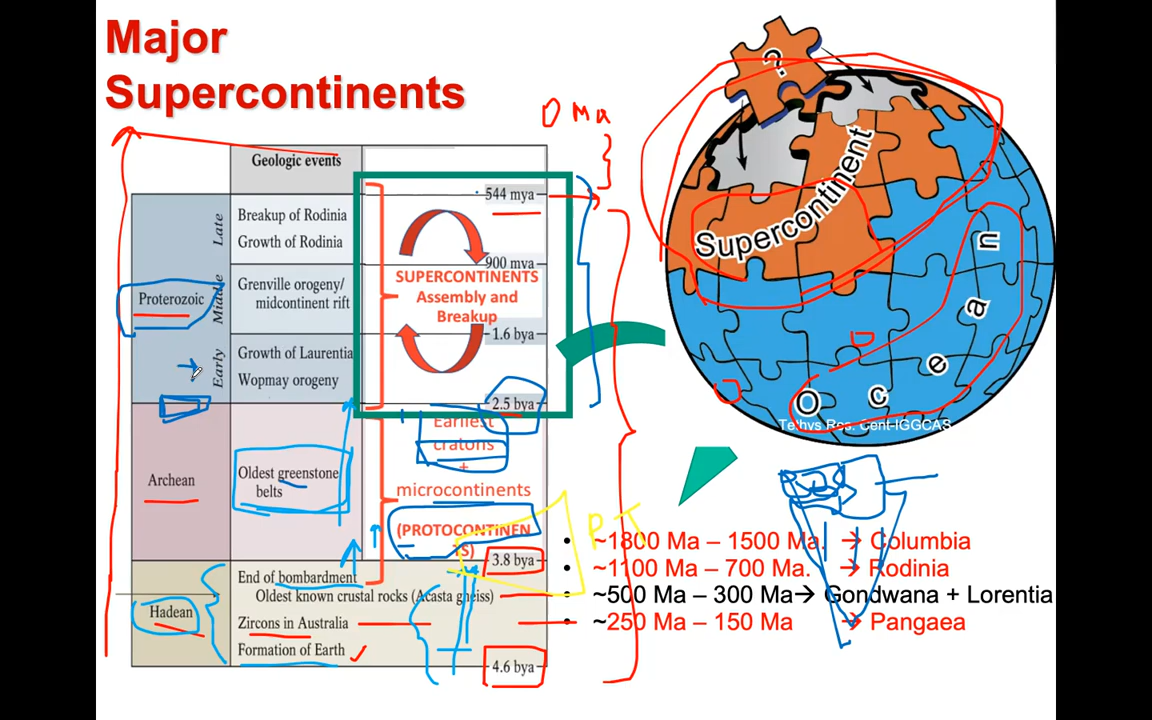 Major
Supercontinents
0 Ma
?
Geologic events
544 mya
Late
Breakup of Rodinia
Growth of Rodinia
900 mya
SUPERCONTINENTS
Assembly and
Breakup
Proterozoic
Middle
Grenville orogeny/
midcontinent rift
1.6 bya
Early
Growth of Laurentia
Wopmay orogeny
2.5 bya
Earliest
cratons
+
microcontinents
(PROTOCONTINEN
S)
Archean
Oldest greenstone
belts
3.8 bya
Hadean
End of bombardment
Oldest known crustal rocks (Acasta gneiss)
Zircons in Australia
Formation of Earth
4.6 bya
Supercontinent
Ocean
Tethys Res. Cent-IGGCAS
P T
• ~1800 Ma – 1500 Ma. → Columbia
• ~1100 Ma – 700 Ma. → Rodinia
• ~500 Ma – 300 Ma→ Gondwana + Lorentia
• ~250 Ma – 150 Ma → Pangaea